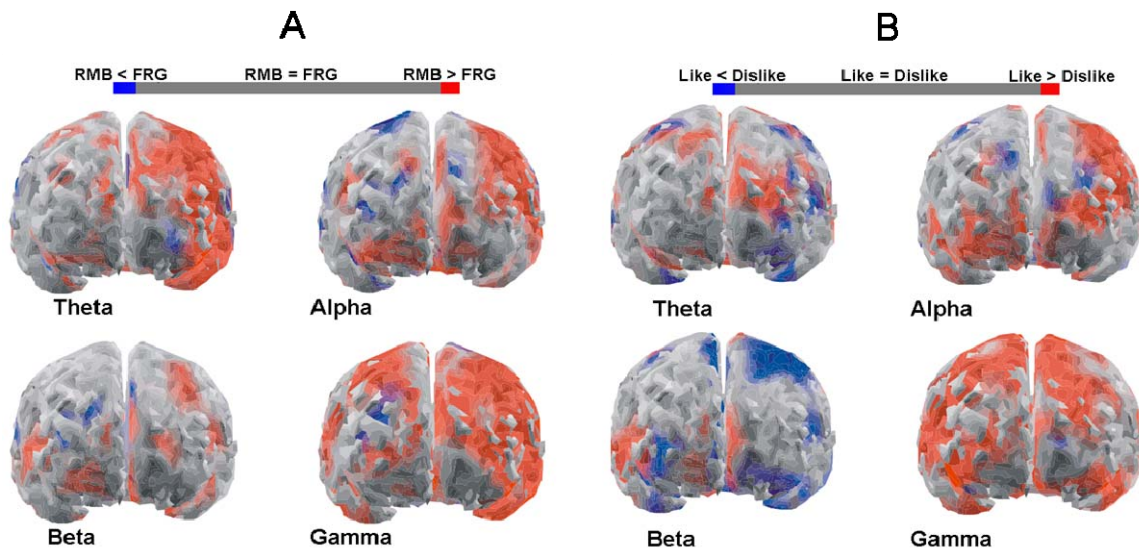 A
RMB < FRG RMB = FRG RMB > FRG
Theta Alpha
Beta Gamma
B
Like < Dislike Like = Dislike Like > Dislike
Theta Alpha
Beta Gamma